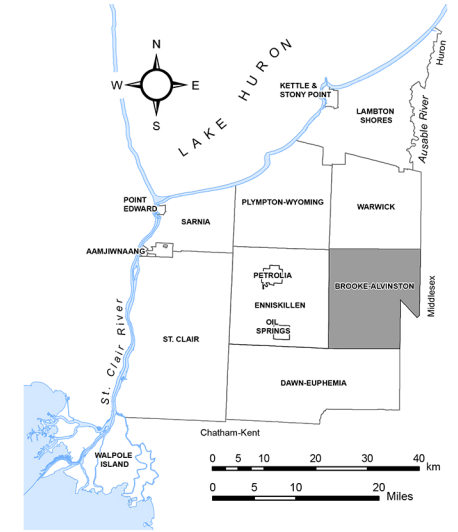 N
W
E
S
LAKE HURON
KETTLE &
STONY POINT
LAMBTON
SHORES
Ausable River
Huron
POINT
EDWARD
SARNIA
PLYMPTON-WYOMING
WARWICK
AAMJIWNAANG
PETROLIA
ENNISKILLEN
OIL
SPRINGS
BROOKE-ALVINSTON
Middlesex
ST. CLAIR
St. Clair River
DAWN-EUPHEMIA
Chatham-Kent
WALPOLE
ISLAND
0 5 10 20 30 40 km
0 5 10 20 Miles